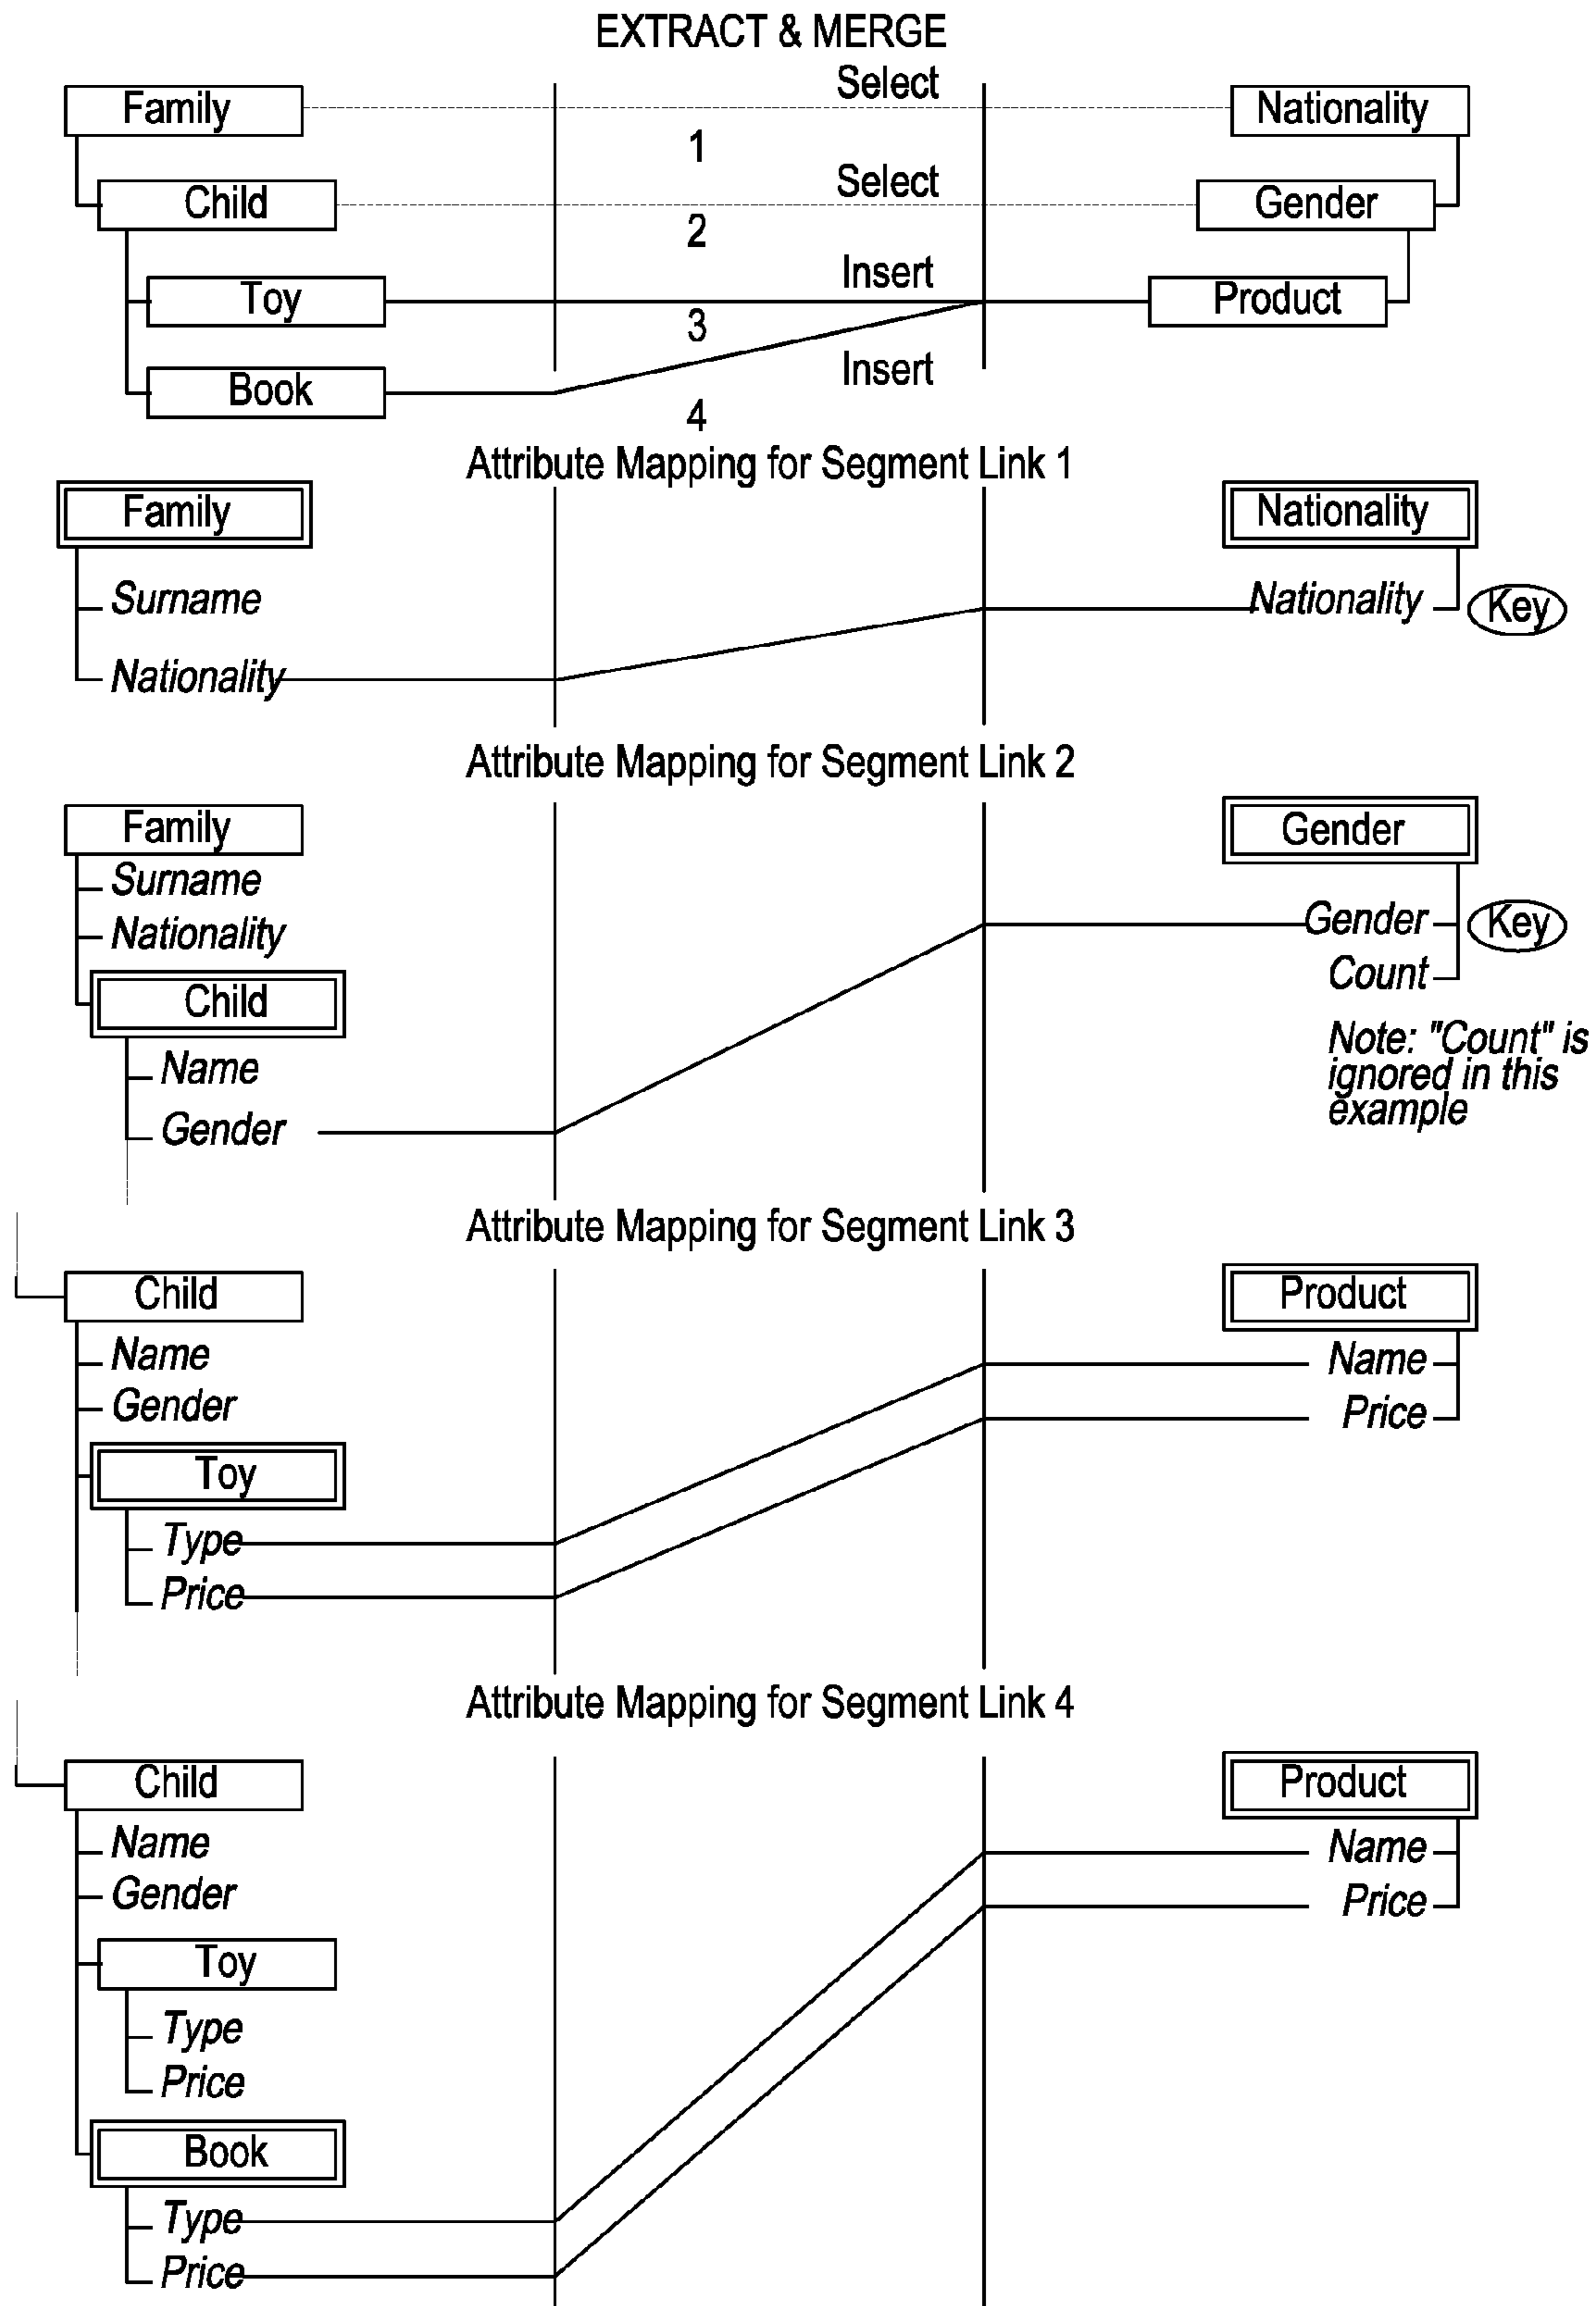 EXTRACT & MERGE
Select
Family
Nationality
1
Select
Child
Gender
2
Insert
Toy
Product
3
Insert
Book
4
Attribute Mapping for Segment Link 1
Family
Nationality
Surname
Nationality
Key
Nationality
Attribute Mapping for Segment Link 2
Family
Gender
Surname
Gender
Key
Nationality
Count
Child
Note: "Count" is
ignored in this
example
Name
Gender
Attribute Mapping for Segment Link 3
Child
Product
Name
Name
Gender
Price
Toy
Type
Price
Attribute Mapping for Segment Link 4
Child
Product
Name
Name
Gender
Price
Toy
Type
Price
Book
Type
Price